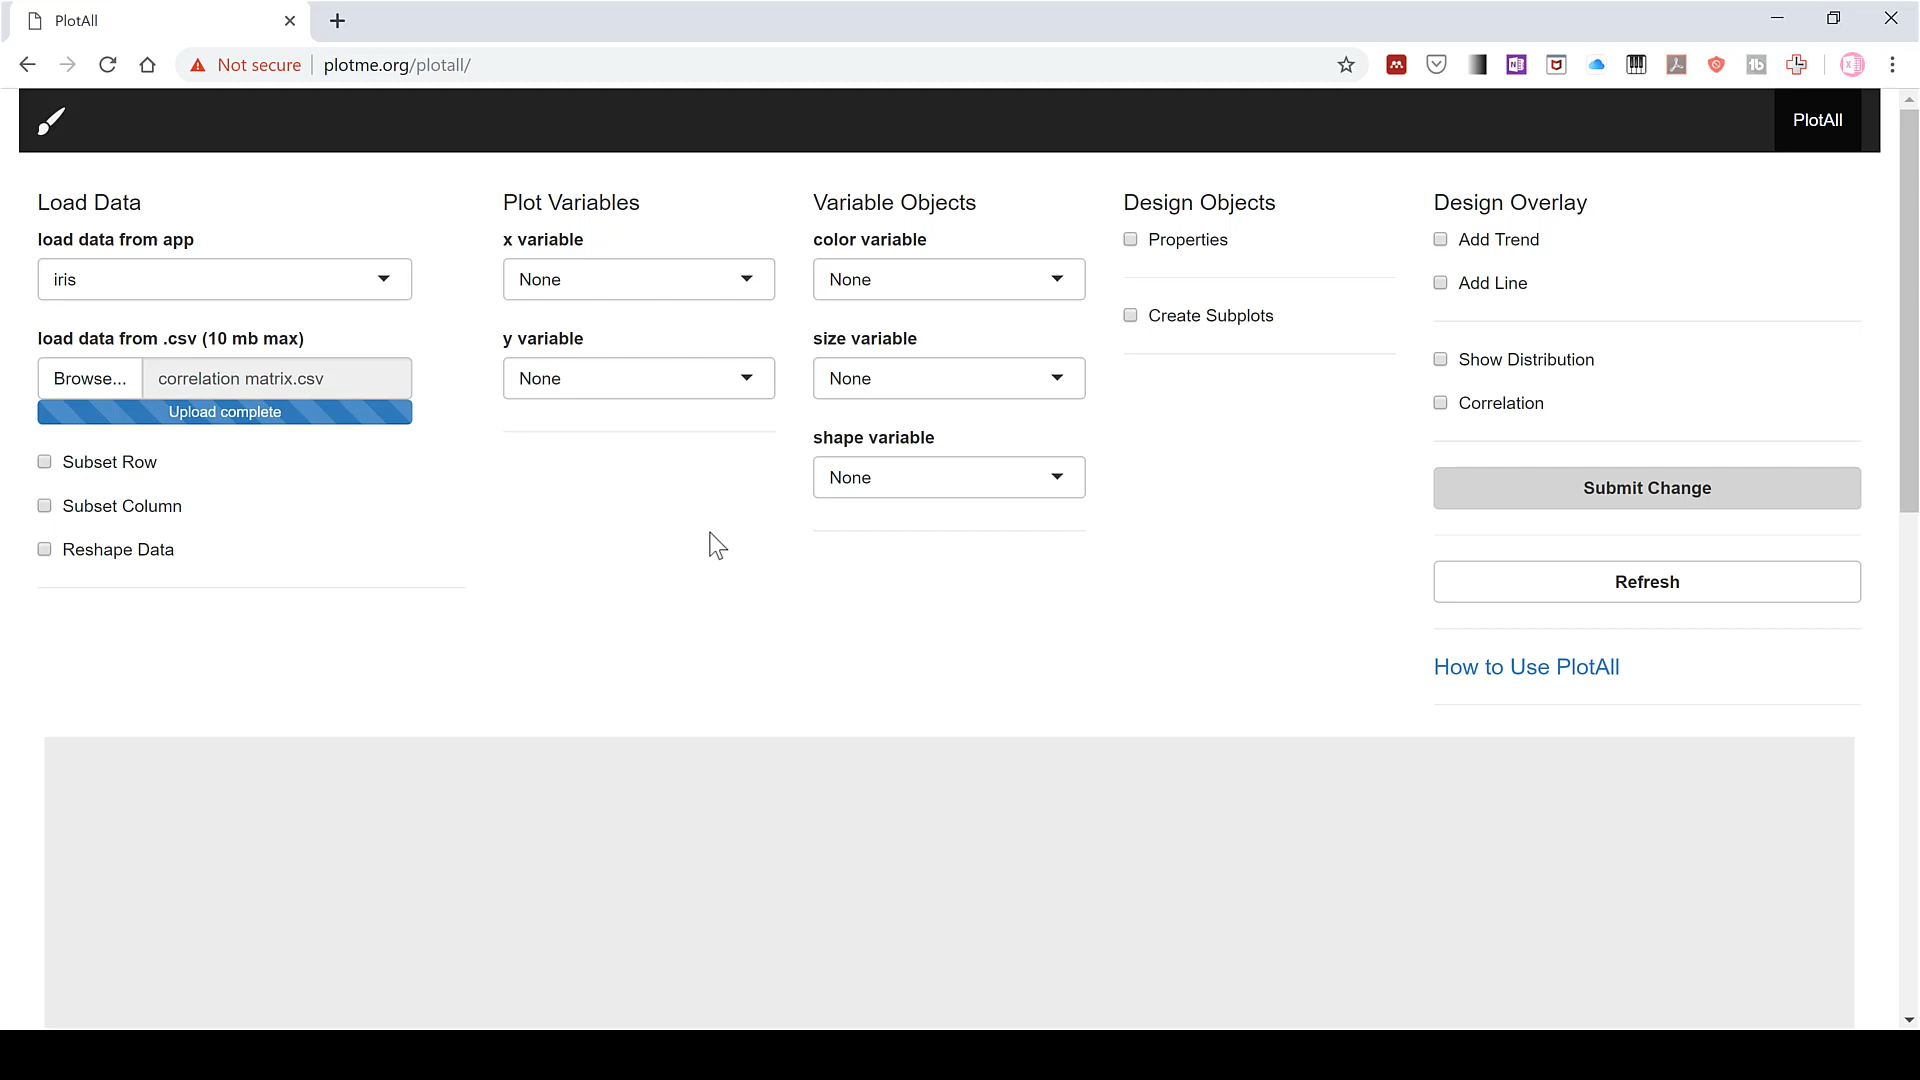 PlotAll
Not secure
plotme.org/plotall/
PlotAll
Load Data
load data from app
iris
load data from .csv (10 mb max)
Browse...
correlation matrix.csv
Upload complete
Subset Row
Subset Column
Reshape Data
Plot Variables
x variable
None
y variable
None
Variable Objects
color variable
None
size variable
None
shape variable
None
Design Objects
Properties
Create Subplots
Design Overlay
Add Trend
Add Line
Show Distribution
Correlation
Submit Change
Refresh
How to Use PlotAll